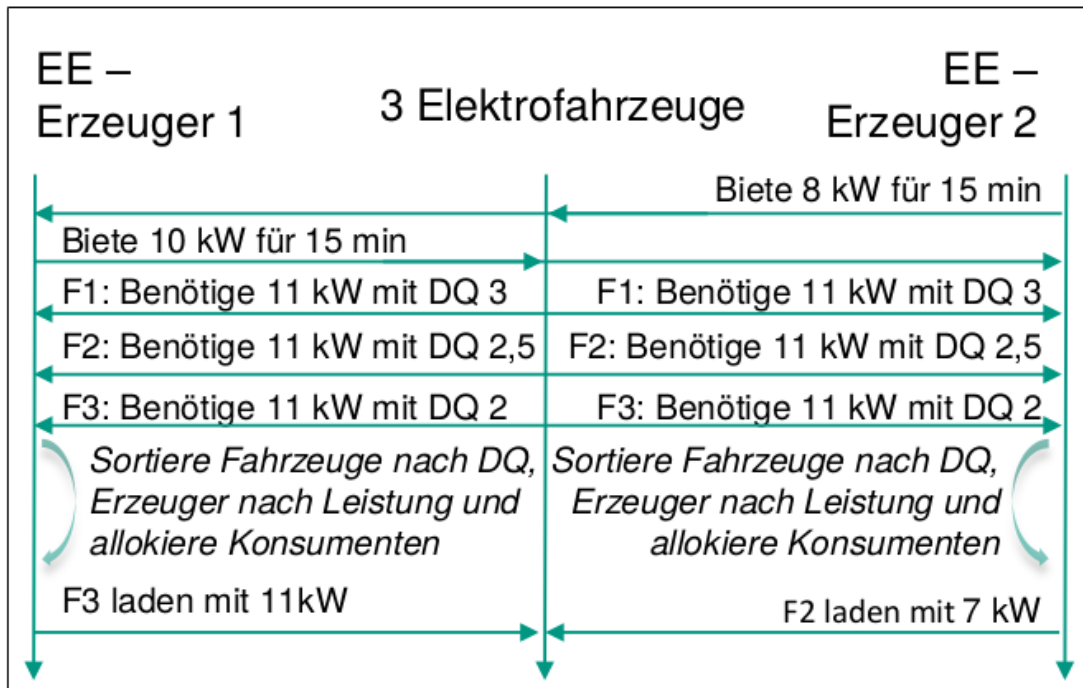 EE –
Erzeuger 1
3 Elektrofahrzeuge
EE –
Erzeuger 2
Biete 8 kW für 15 min
Biete 10 kW für 15 min
F1: Benötige 11 kW mit DQ 3
F1: Benötige 11 kW mit DQ 3
F2: Benötige 11 kW mit DQ 2,5
F2: Benötige 11 kW mit DQ 2,5
F3: Benötige 11 kW mit DQ 2
F3: Benötige 11 kW mit DQ 2
Sortiere Fahrzeuge nach DQ,
Erzeuger nach Leistung und
allokiere Konsumenten
Sortiere Fahrzeuge nach DQ,
Erzeuger nach Leistung und
allokiere Konsumenten
F3 laden mit 11kW
F2 laden mit 7 kW